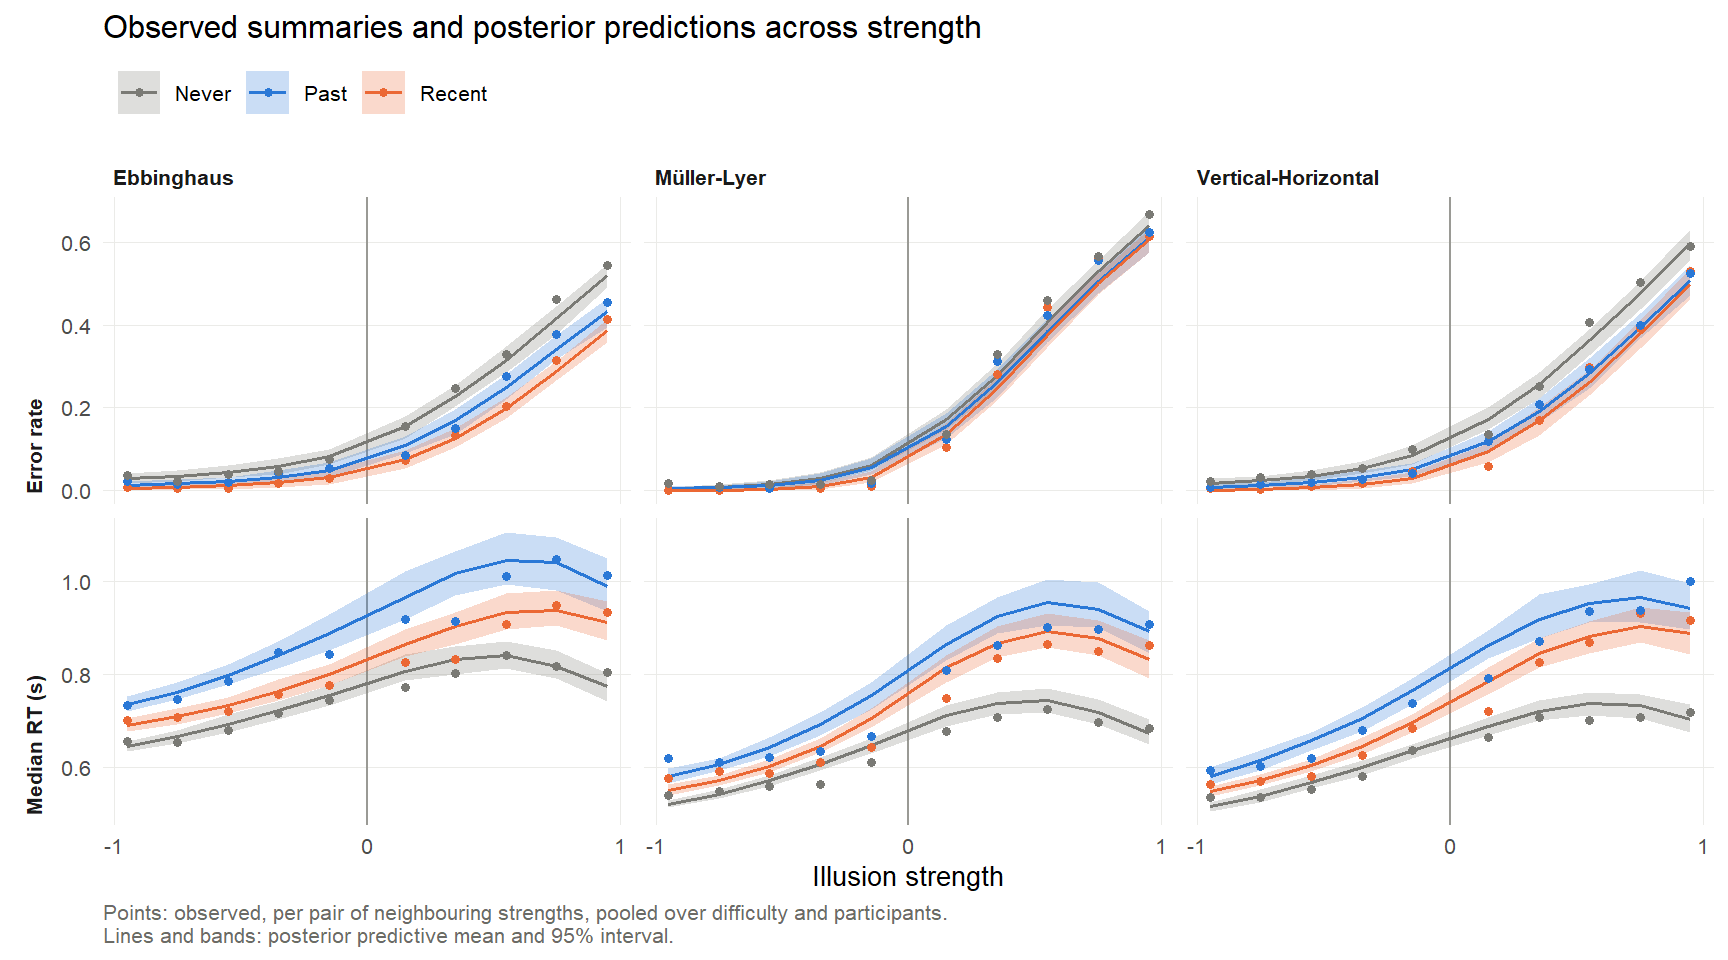 Observed summaries and posterior predictions across strength
Never Past Recent
Ebbinghaus Müller-Lyer Vertical-Horizontal
Error rate
0.6
0.4
0.2
0.0
Median RT (s)
1.0
0.8
0.6
-1 0 1 -1 0 1 -1 0 1
Illusion strength
Points: observed, per pair of neighbouring strengths, pooled over difficulty and participants.
Lines and bands: posterior predictive mean and 95% interval.